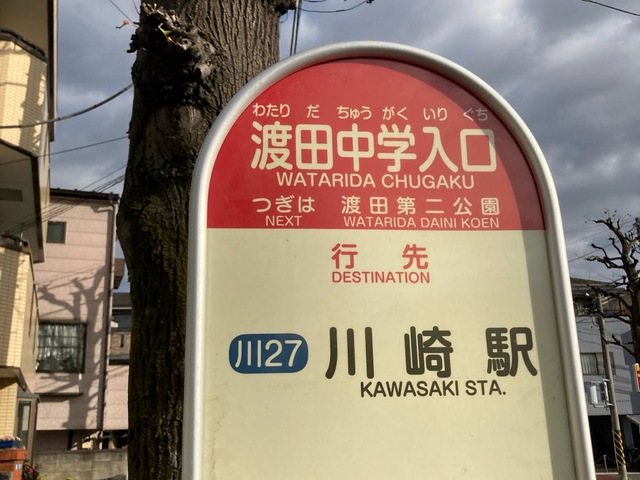 わたり だ ちゅう がく いり ぐち
渡田中学入口
WATARIDA CHUGAKU
つぎは 渡田第二公園
NEXT WATARIDA DAINI KOEN
行先
DESTINATION
川27 川崎駅
KAWASAKI STA.